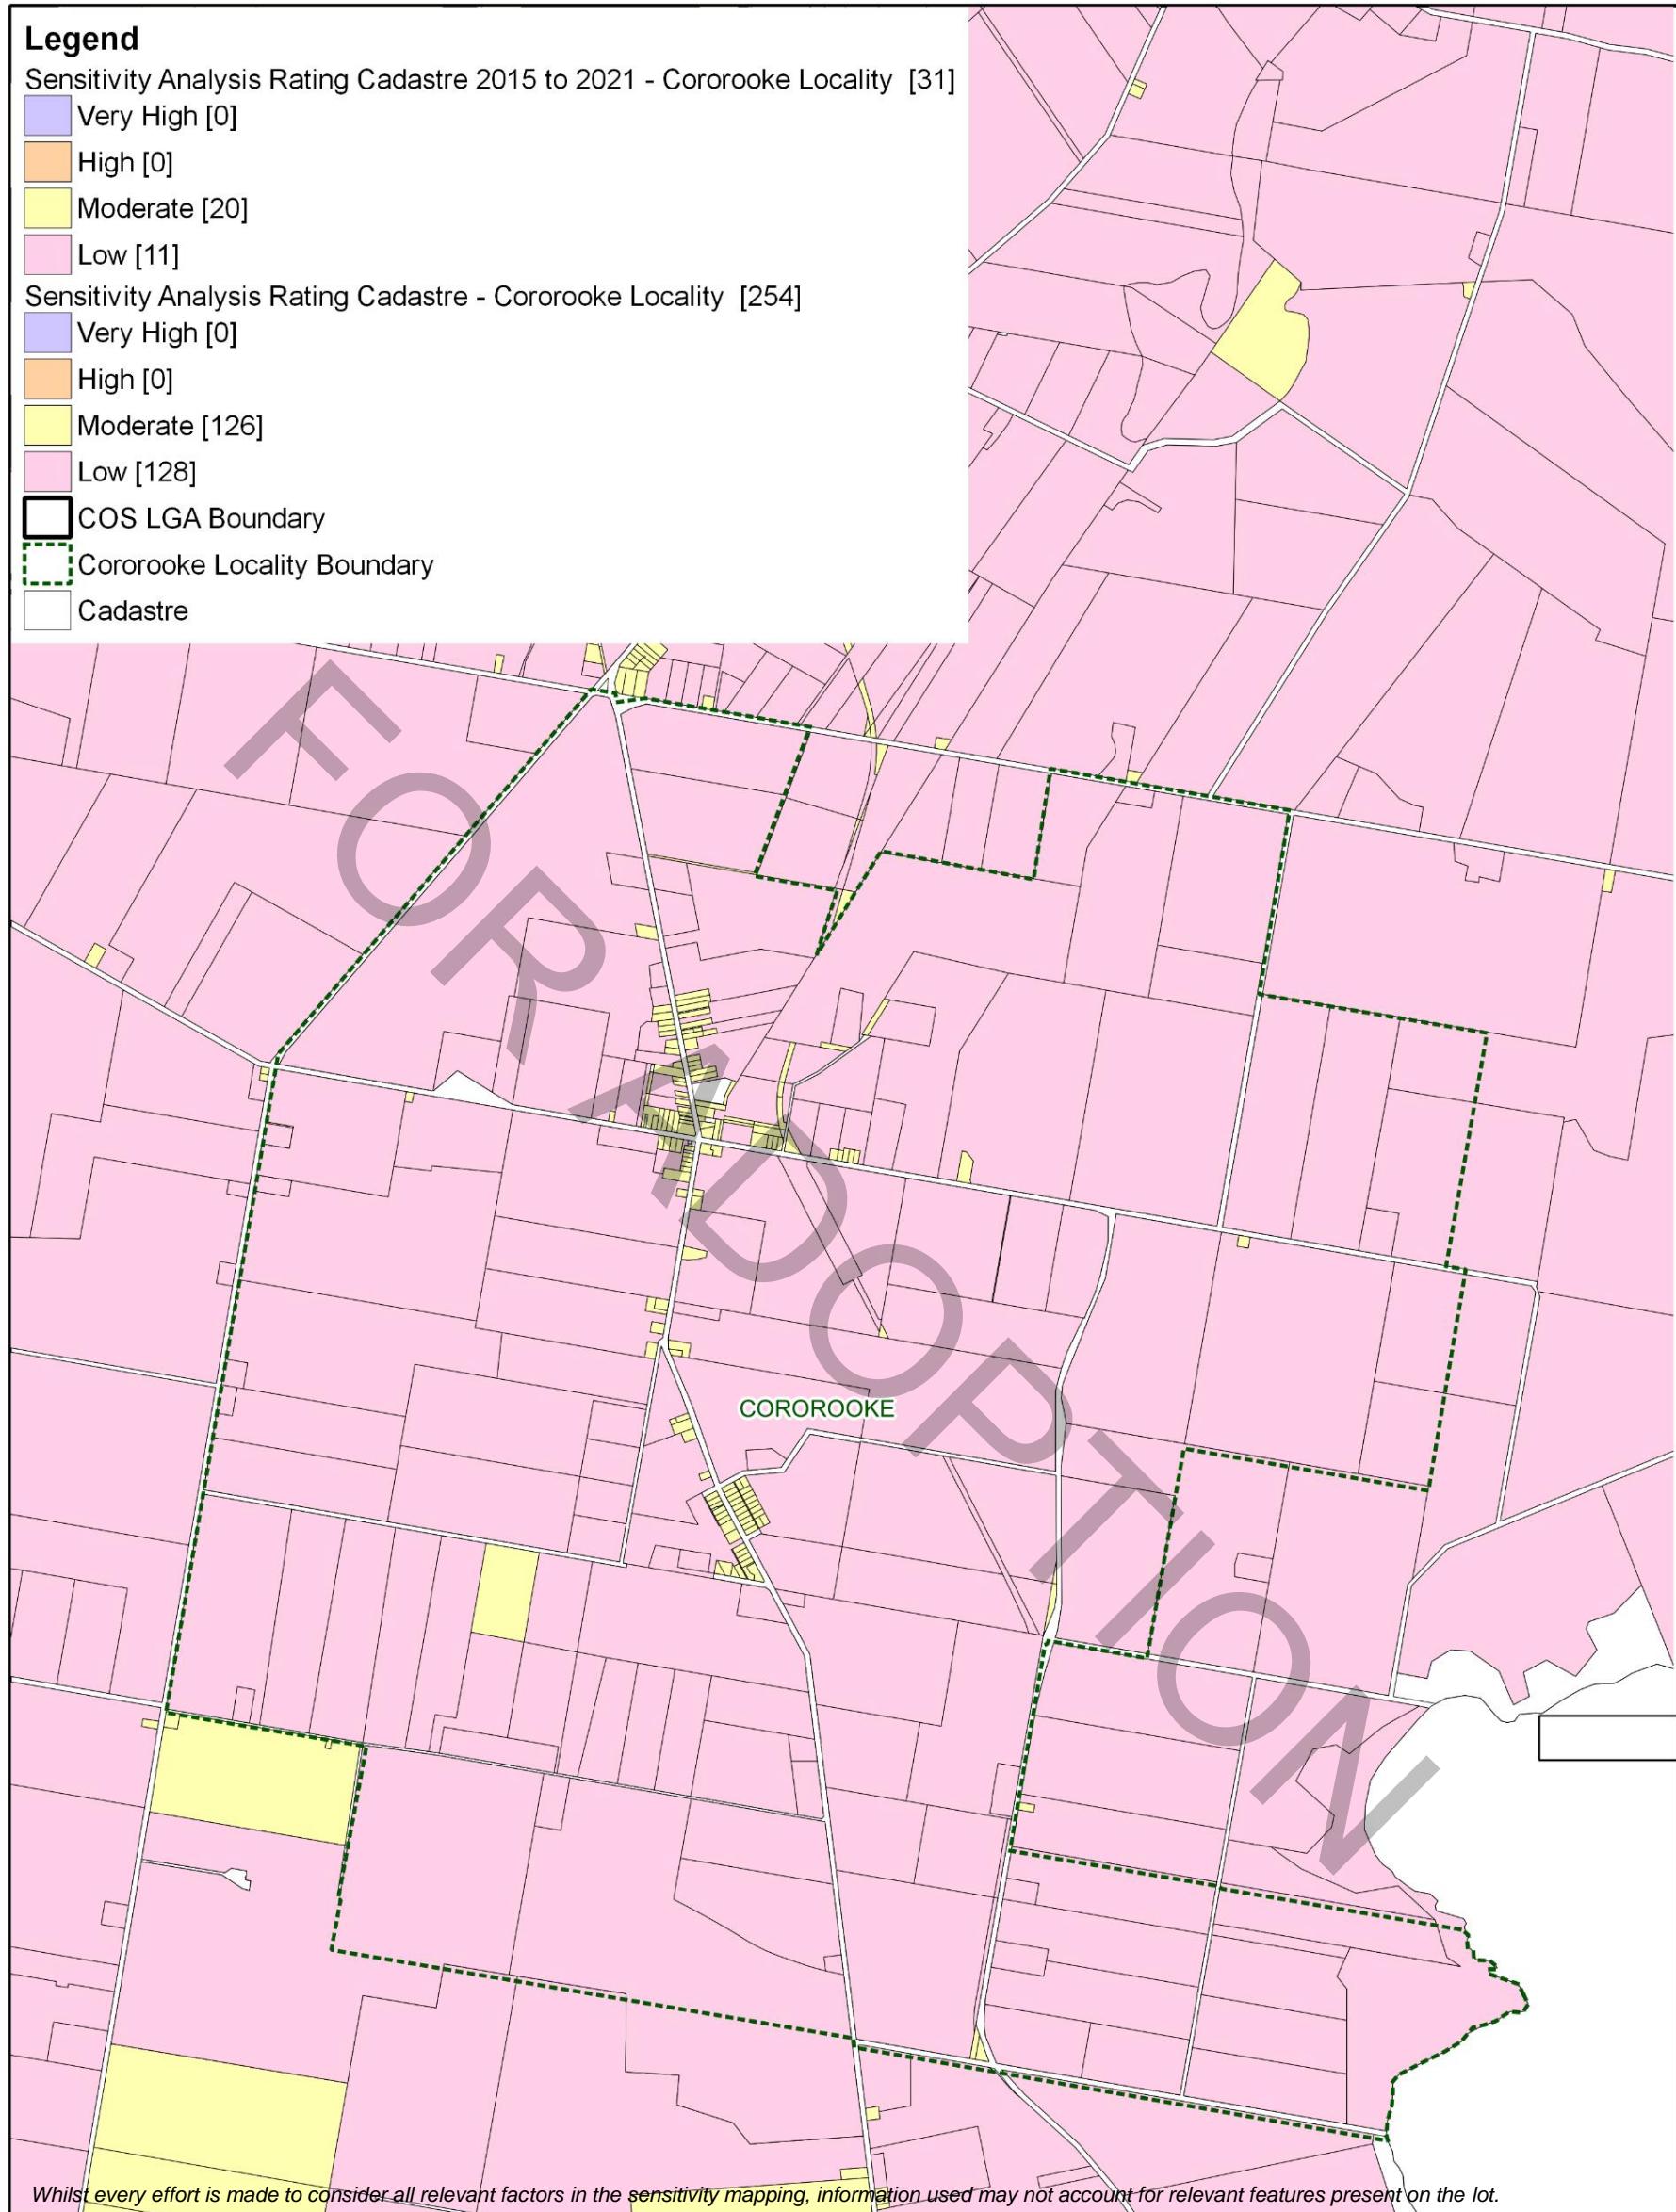 Legend
Sensitivity Analysis Rating Cadastre 2015 to 2021 - Cororooke Locality [31]
Very High [0]
High [0]
Moderate [20]
Low [11]
Sensitivity Analysis Rating Cadastre - Cororooke Locality [254]
Very High [0]
High [0]
Moderate [126]
Low [128]
COS LGA Boundary
Cororooke Locality Boundary
Cadastre
FOR ADOPTION
COROROOKE
Whilst every effort is made to consider all relevant factors in the sensitivity mapping, information used may not account for relevant features present on the lot.